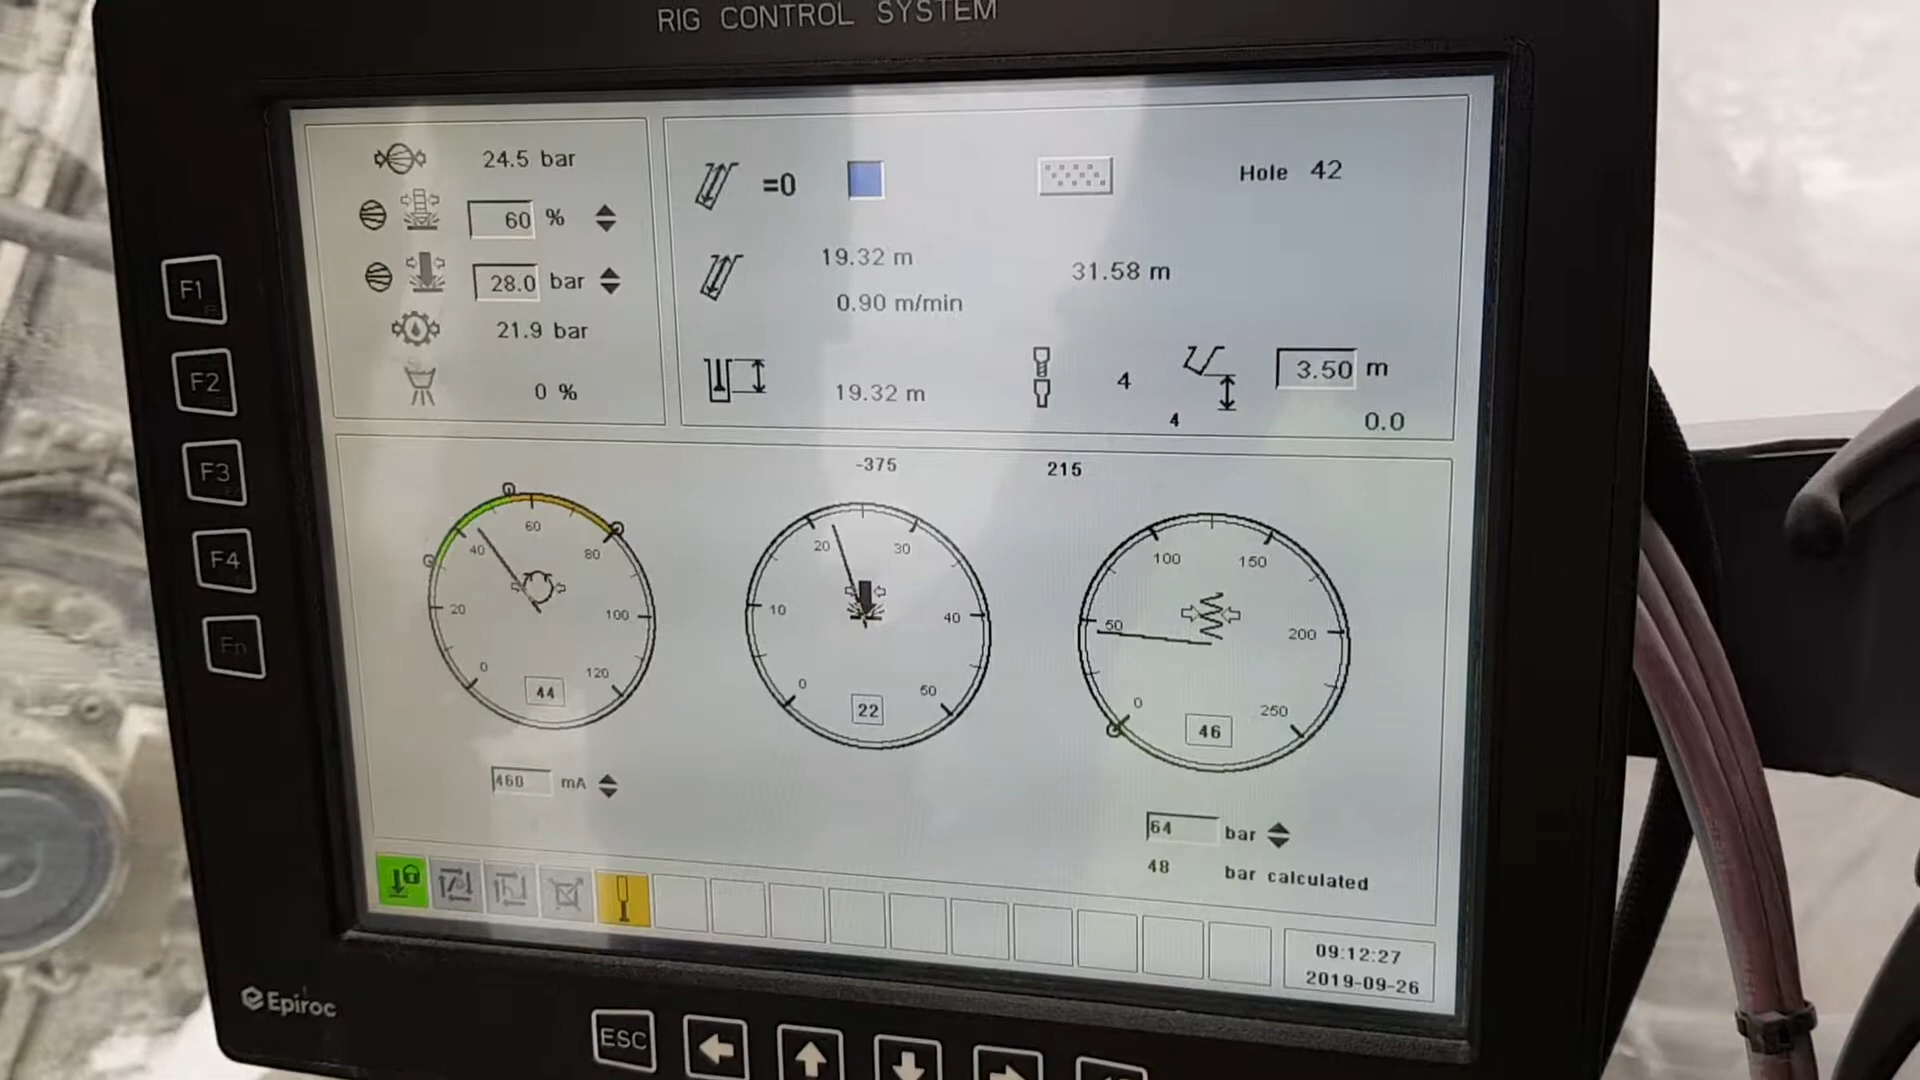 RIG CONTROL SYSTEM
24.5 bar
60 %
28.0 bar
21.9 bar
0 %
=0
Hole 42
19.32 m
31.58 m
0.90 m/min
19.32 m
4
4
3.50 m
0.0
-375
215
0 20 40 60 80 100 120
44
460 mA
0 10 20 30 40 50
22
0 50 100 150 200 250
46
64 bar
48 bar calculated
09:12:27
2019-09-26
F1
F2
F3
F4
Fn
Epiroc
ESC